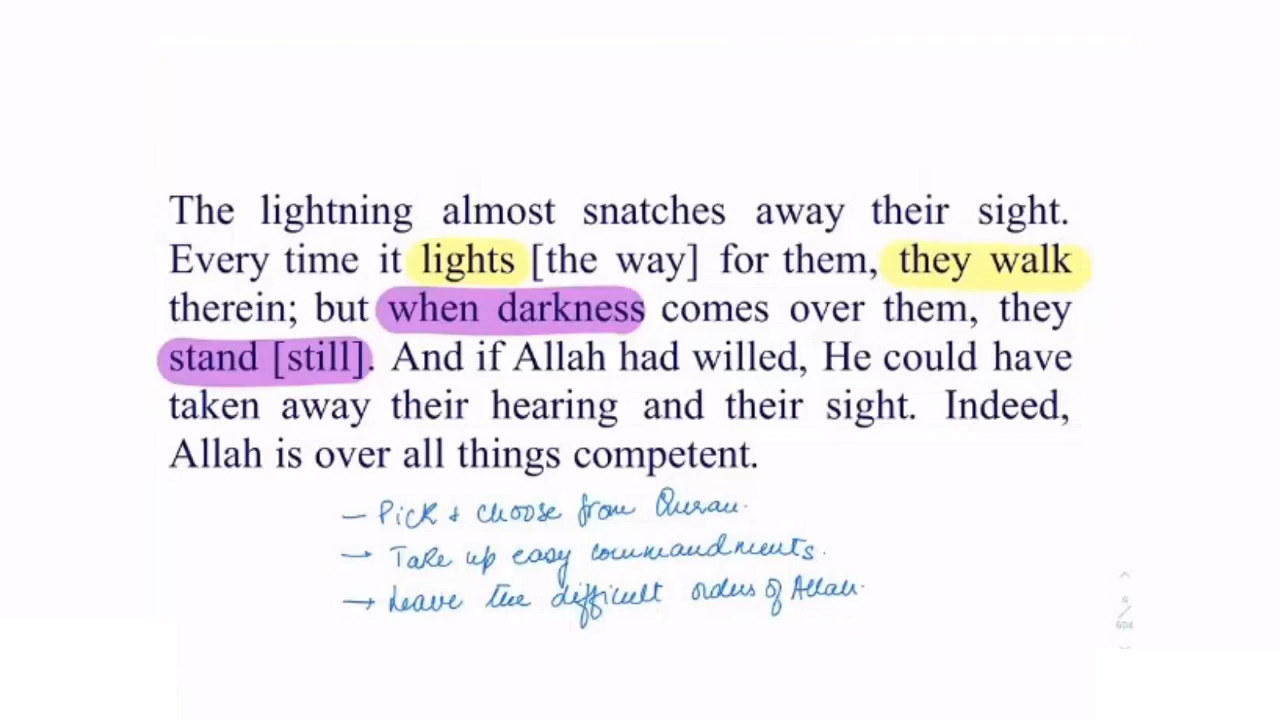 The lightning almost snatches away their sight.
Every time it lights [the way] for them, they walk
therein; but when darkness comes over them, they
stand [still]. And if Allah had willed, He could have
taken away their hearing and their sight. Indeed,
Allah is over all things competent.
– Pick & choose from Quran.
→ Take up easy commandments.
→ Leave the difficult orders of Allah.
6
/
604